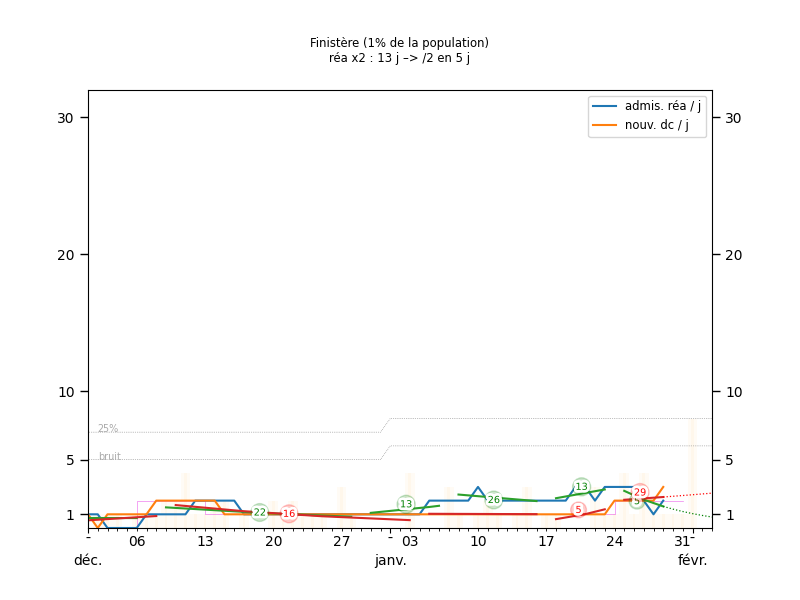 Finistère (1% de la population)
réa x2 : 13 j –> /2 en 5 j
admis. réa / j
nouv. dc / j
30
30
20
20
10
10
25%
bruit
5
5
13
13
29
26
5
5
22
16
1
1
- 06 13 20 27 - 03 10 17 24 31 -
déc. janv. févr.